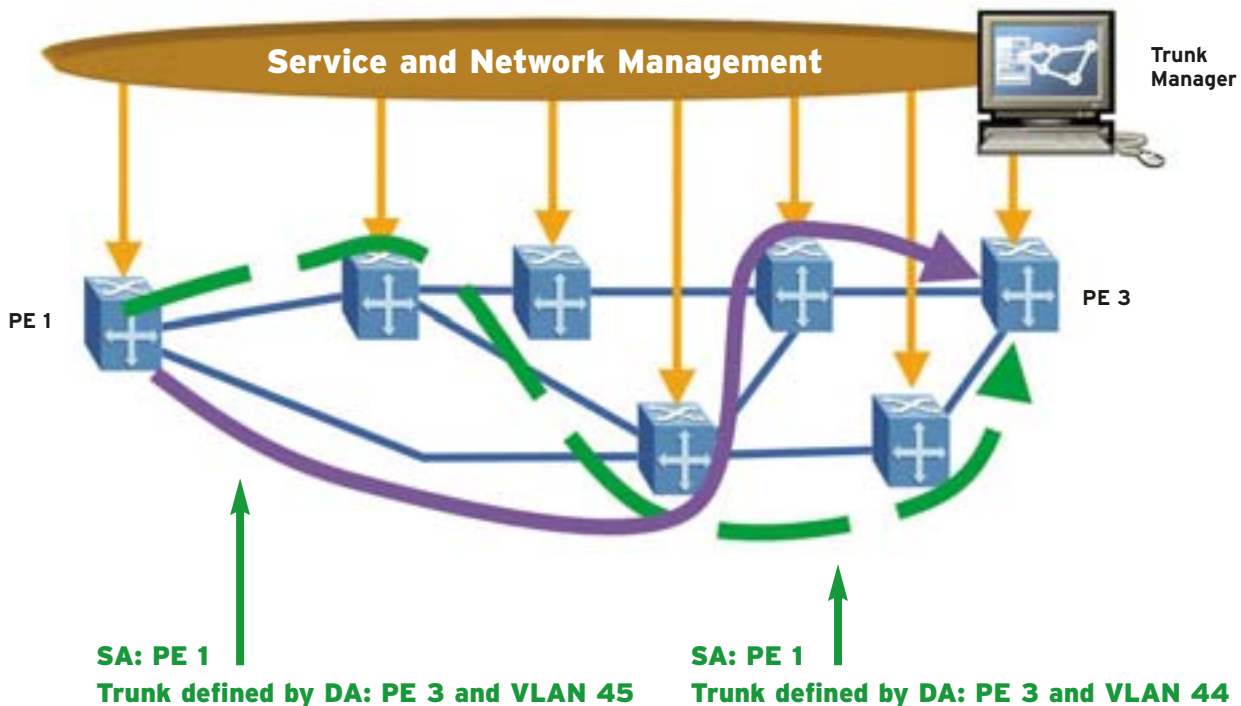 Service and Network Management
Trunk
Manager
PE 1
PE 3
SA: PE 1
Trunk defined by DA: PE 3 and VLAN 45
SA: PE 1
Trunk defined by DA: PE 3 and VLAN 44